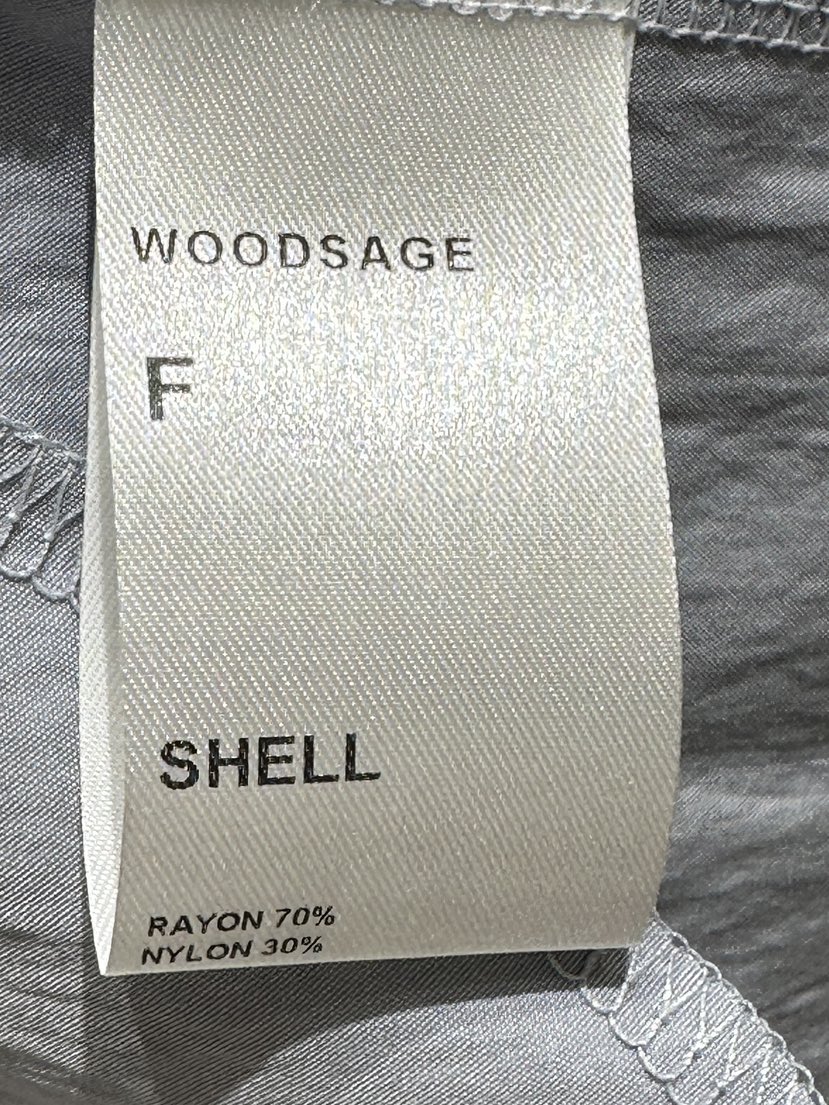 WOODSAGE
F
SHELL
RAYON 70%
NYLON 30%